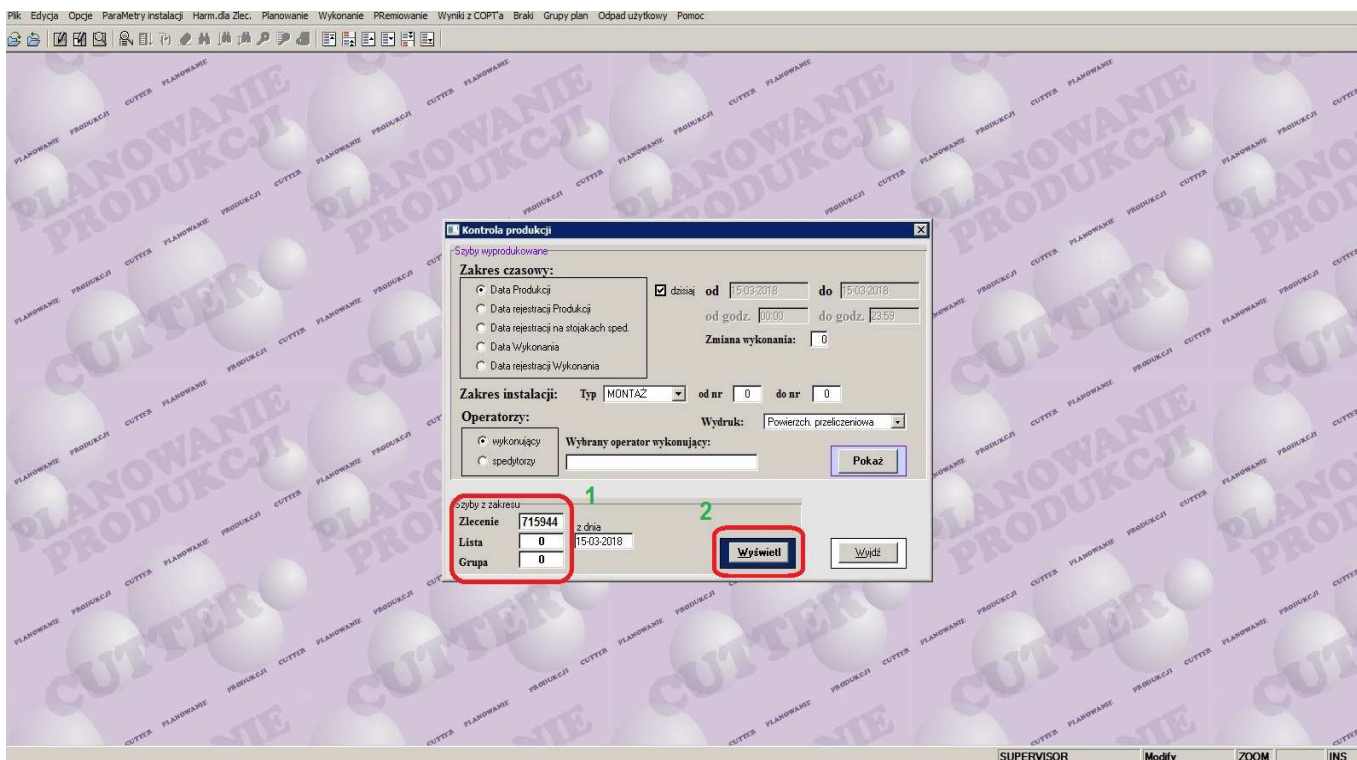 Plik Edycja Opcje ParaMetry instalacji Harm.dla Zlec. Planowanie Wykonanie PRemiowanie Wyniki z COPT'a Braki Grupy plan Odpad użytkowy Pomoc
Kontrola produkcji
Szyby wyprodukowane
Zakres czasowy:
Data Produkcji
Data rejestracji Produkcji
Data rejestracji na stojakach sped.
Data Wykonania
Data rejestracji Wykonania
dzisiaj od 15-03-2018 do 15-03-2018
od godz. 00:00 do godz. 23:59
Zmiana wykonania: 0
Zakres instalacji: Typ MONTAŻ od nr 0 do nr 0
Operatorzy:
wykonujący
spedytorzy
Wydruk: Powierzch. przeliczeniowa
Wybrany operator wykonujący:
Pokaż
Szyby z zakresu
1
Zlecenie 715944
Lista 0
Grupa 0
z dnia
15-03-2018
2
Wyświetl
Wyjdź
PLANOWANIE PRODUKCJI CUTTER
PLANOWANIE
PRODUKCJI
CUTTER
SUPERVISOR Modify ZOOM INS